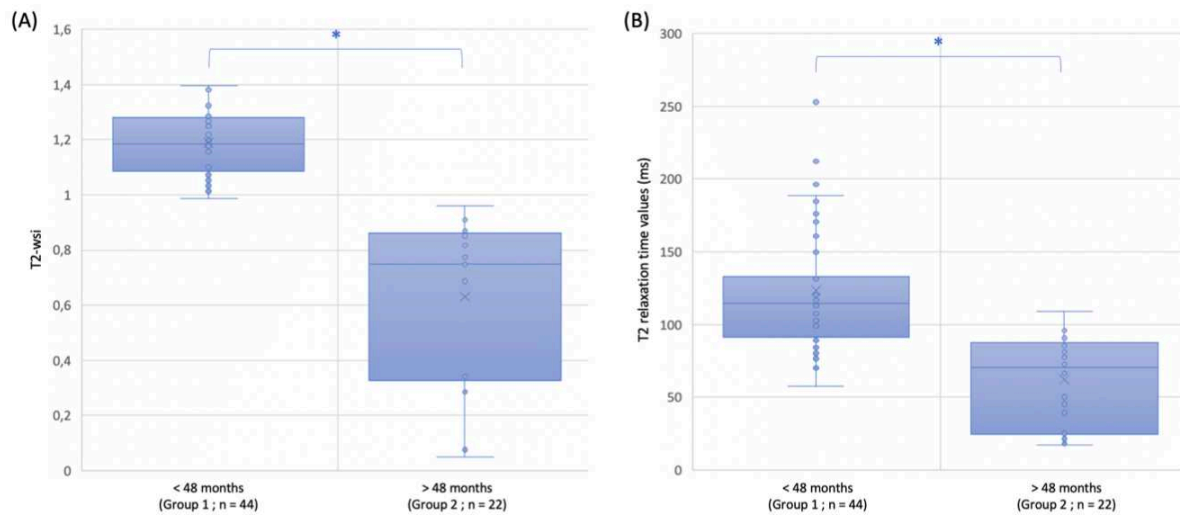 (A)
1,6
1,4
1,2
1
0,8
0,6
0,4
0,2
0
T2-wsi
*
< 48 months
(Group 1 ; n = 44)
> 48 months
(Group 2 ; n = 22)
(B)
300
250
200
150
100
50
0
T2 relaxation time values (ms)
*
< 48 months
(Group 1 ; n = 44)
> 48 months
(Group 2 ; n = 22)